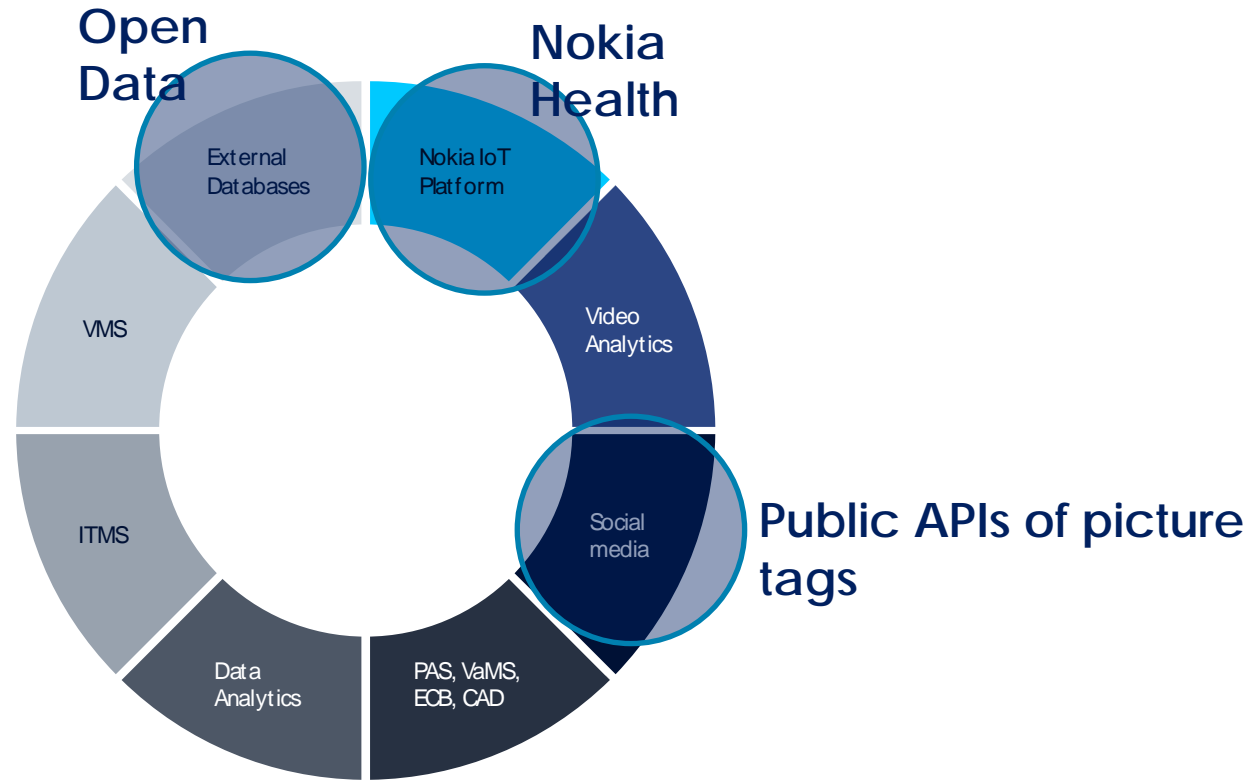 Open
Data
Nokia
Health
External
Databases
Nokia IoT
Platform
VMS
Video
Analytics
ITMS
Social
media
Public APIs of picture
tags
Data
Analytics
PAS, VaMS,
ECB, CAD